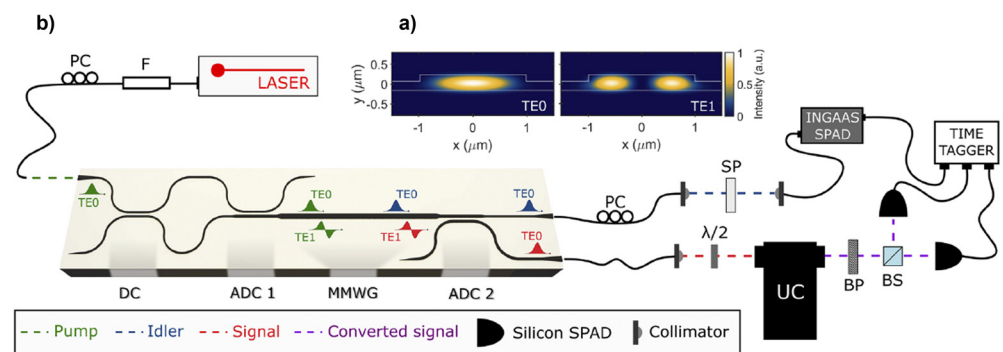 b)
a)
PC
F
LASER
y (μm)
0.5
0
-0.5
TE0
TE1
-1
0
1
-1
0
1
x (μm)
x (μm)
1
0.5
0
Intensity (a.u.)
INGAAS
SPAD
TIME
TAGGER
SP
PC
TE0
TE0
TE0
TE0
TE1
TE1
TE0
λ/2
UC
BP
BS
DC
ADC 1
MMWG
ADC 2
Pump
Idler
Signal
Converted signal
Silicon SPAD
Collimator